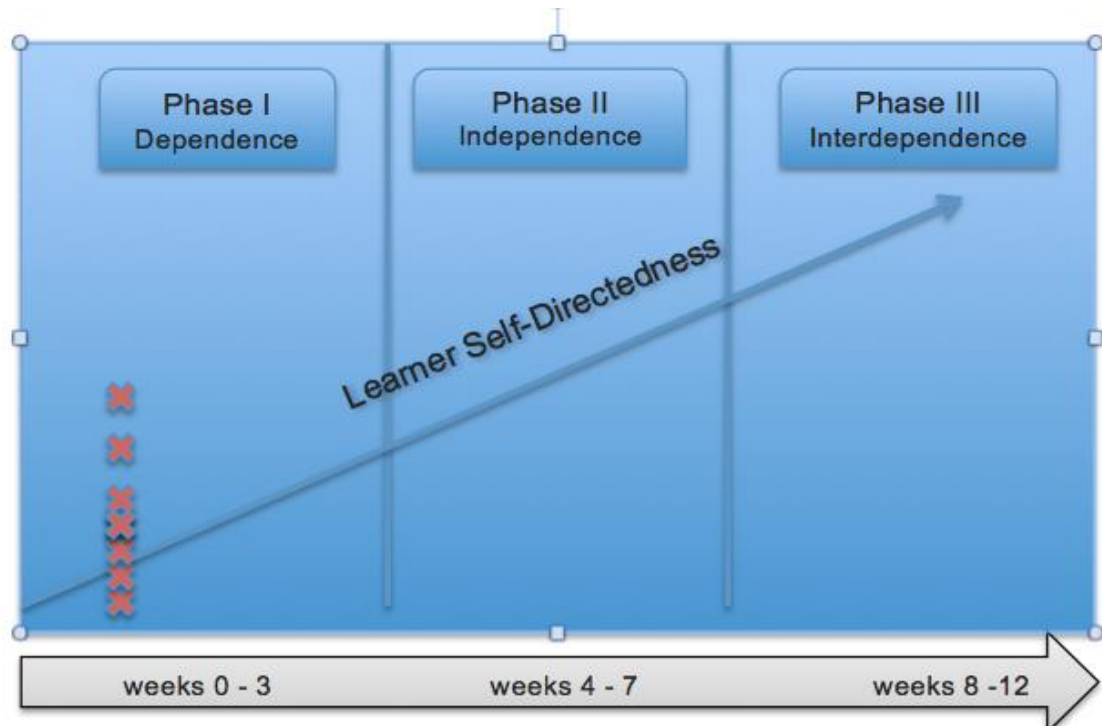 Phase I
Dependence
Phase II
Independence
Phase III
Interdependence
Learner Self-Directedness
weeks 0 - 3
weeks 4 - 7
weeks 8 -12